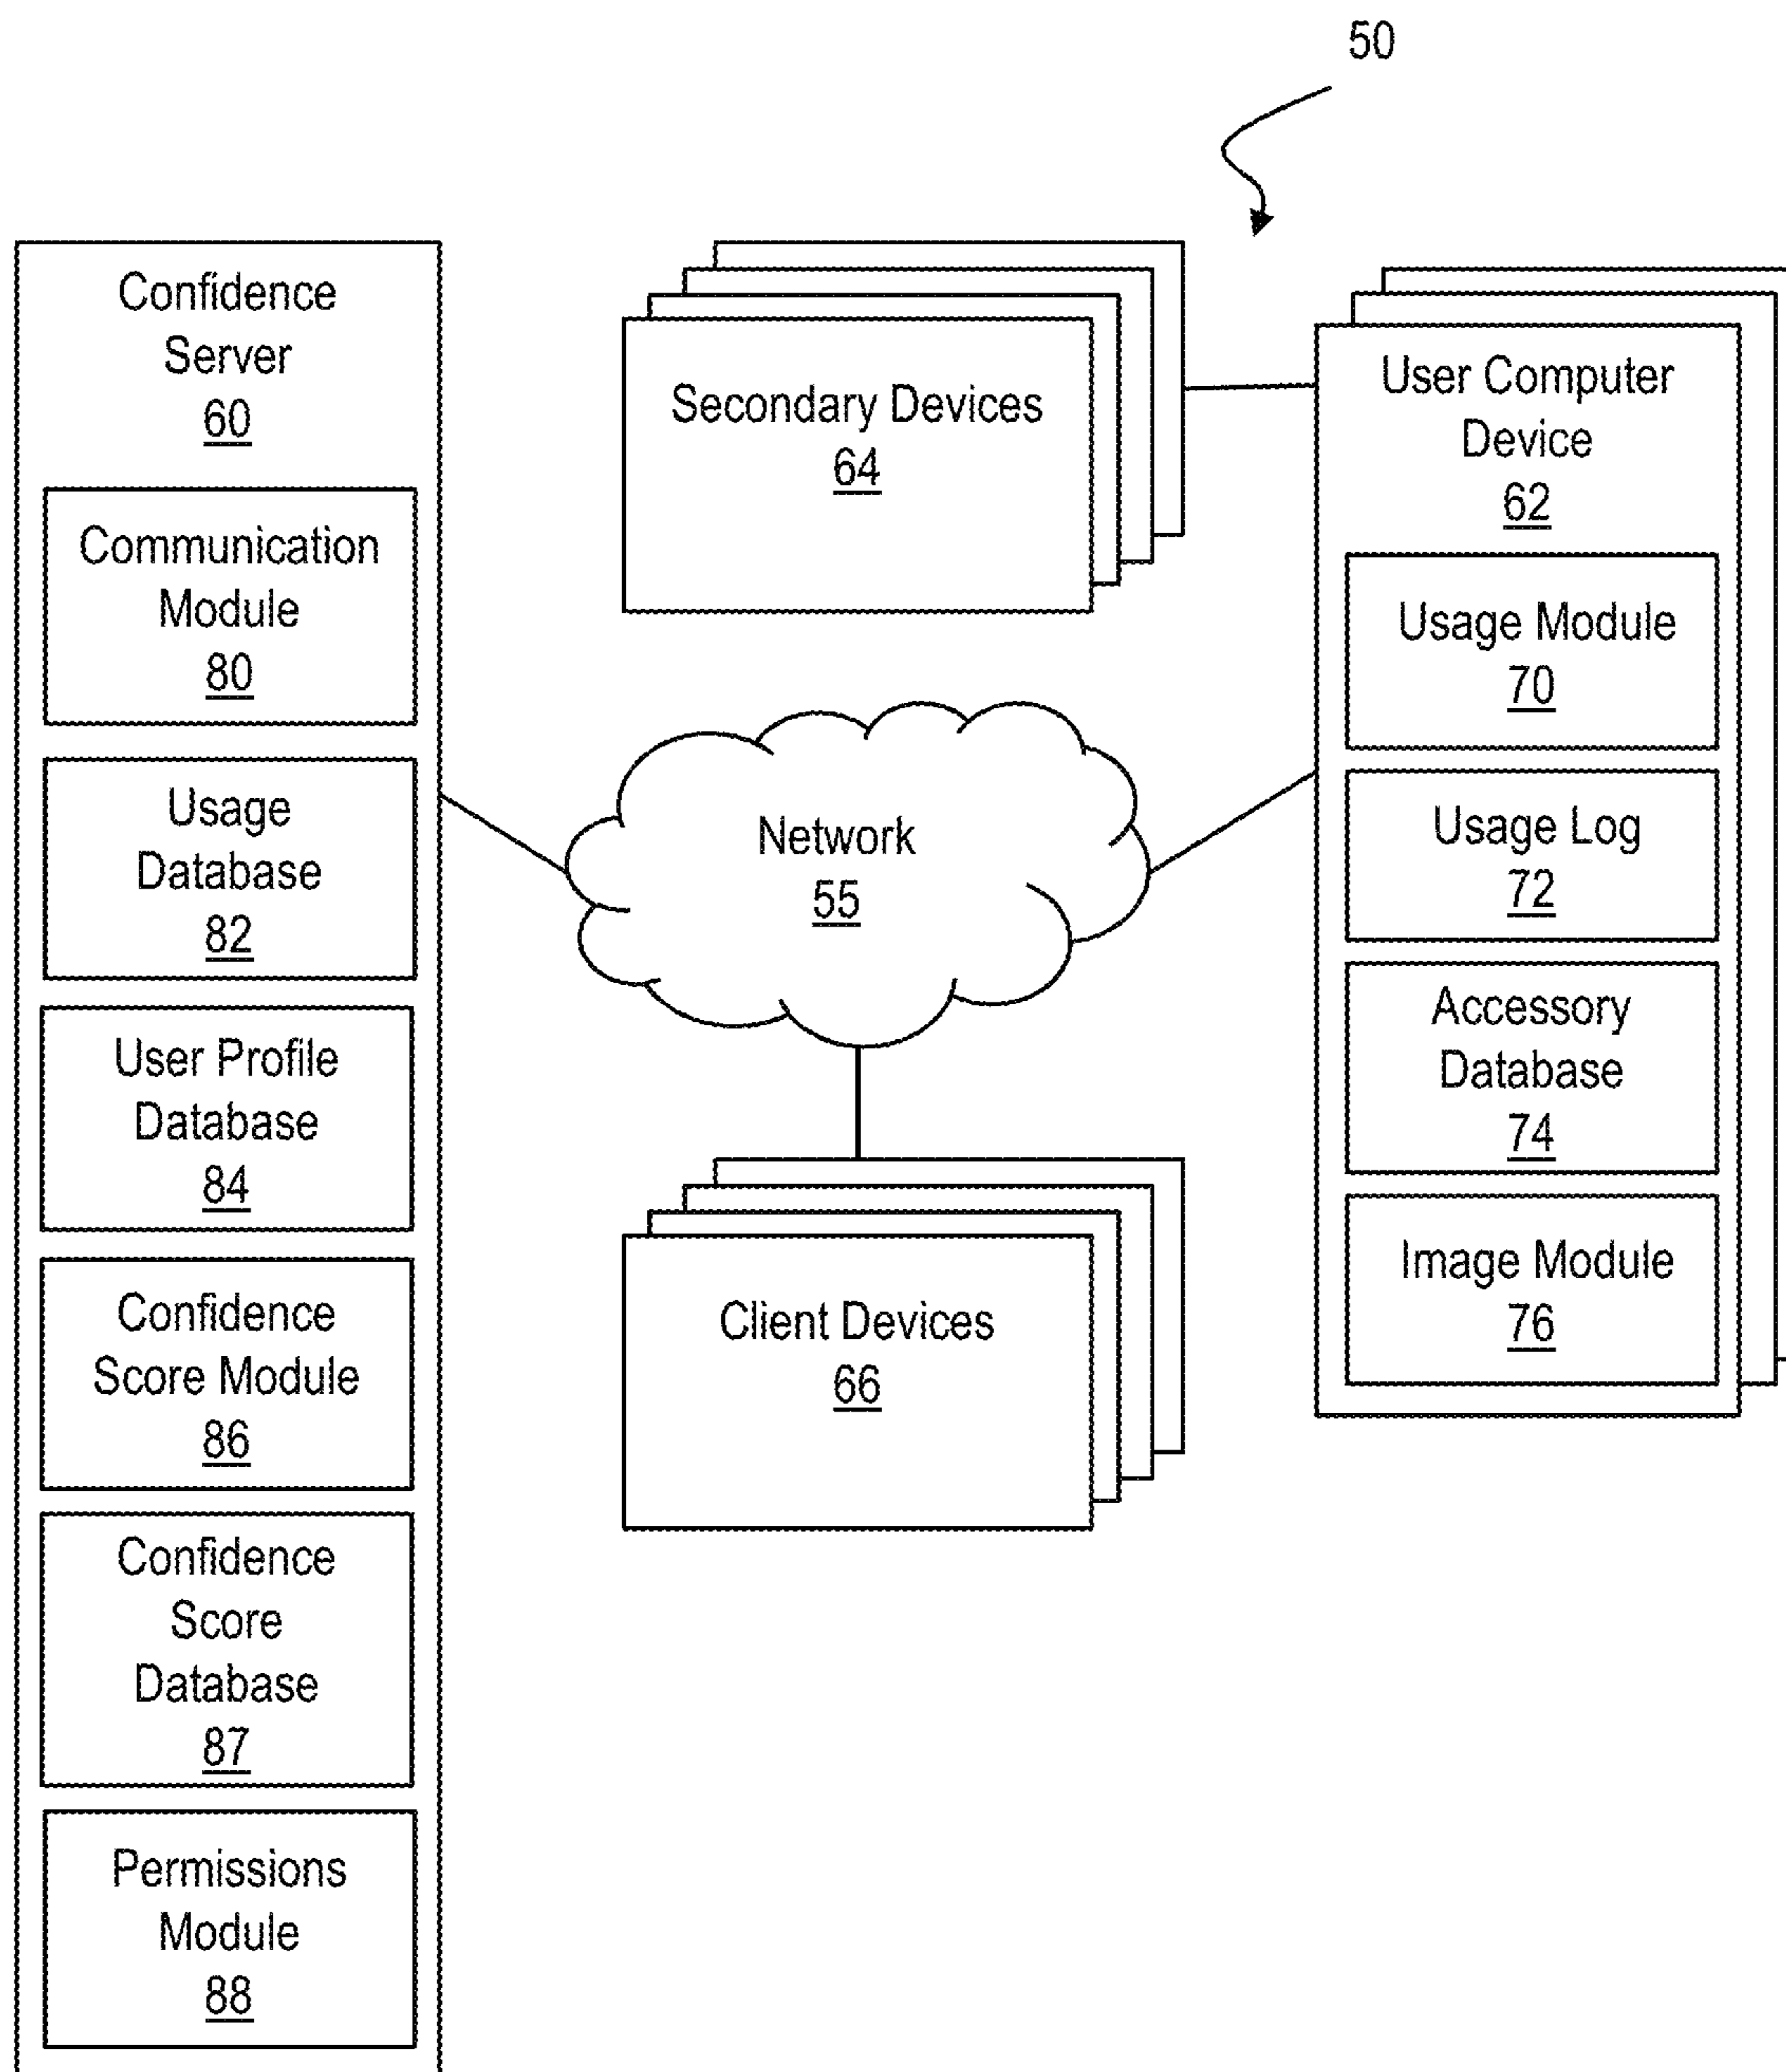 50
Confidence
Server
60
Communication
Module
80
Usage
Database
82
User Profile
Database
84
Confidence
Score Module
86
Confidence
Score
Database
87
Permissions
Module
88
Secondary Devices
64
Network
55
Client Devices
66
User Computer
Device
62
Usage Module
70
Usage Log
72
Accessory
Database
74
Image Module
76